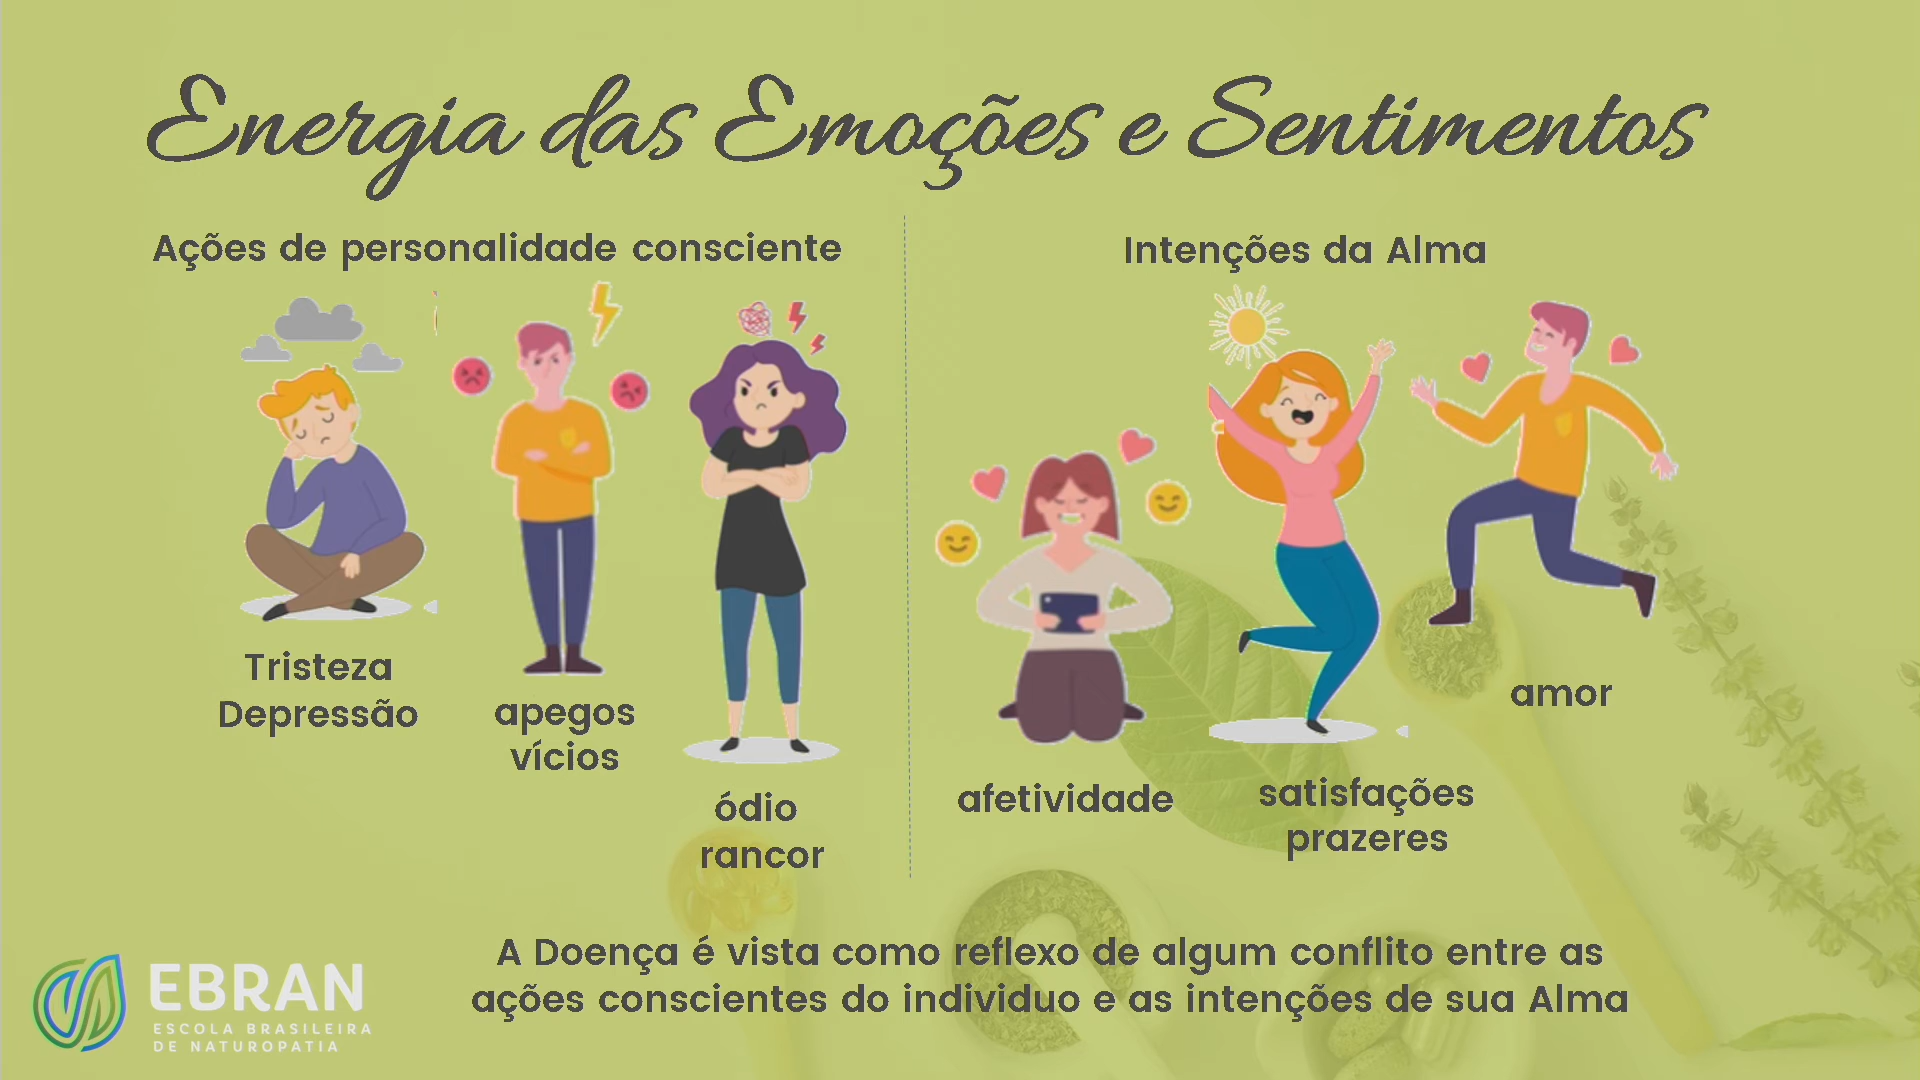 Energia das Emoções e Sentimentos
Ações de personalidade consciente
Tristeza
Depressão
apegos
vícios
ódio
rancor
Intenções da Alma
afetividade
satisfações
prazeres
amor
A Doença é vista como reflexo de algum conflito entre as
ações conscientes do individuo e as intenções de sua Alma
EBRAN
ESCOLA BRASILEIRA
DE NATUROPATIA